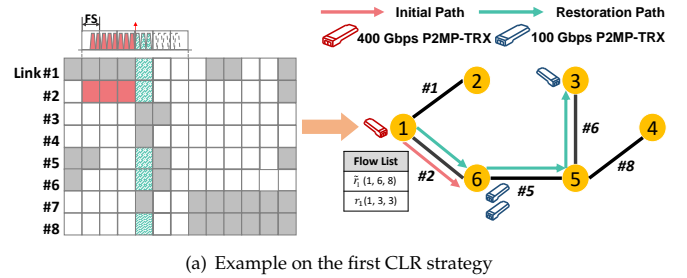 FS
Initial Path
Restoration Path
400 Gbps P2MP-TRX
100 Gbps P2MP-TRX
Link #1
#2
#3
#4
#5
#6
#7
#8
#1
2
3
1
4
#6
Flow List
r̃₁ (1, 6, 8)
r₁ (1, 3, 3)
#2
#8
6
#5
5
(a) Example on the first CLR strategy